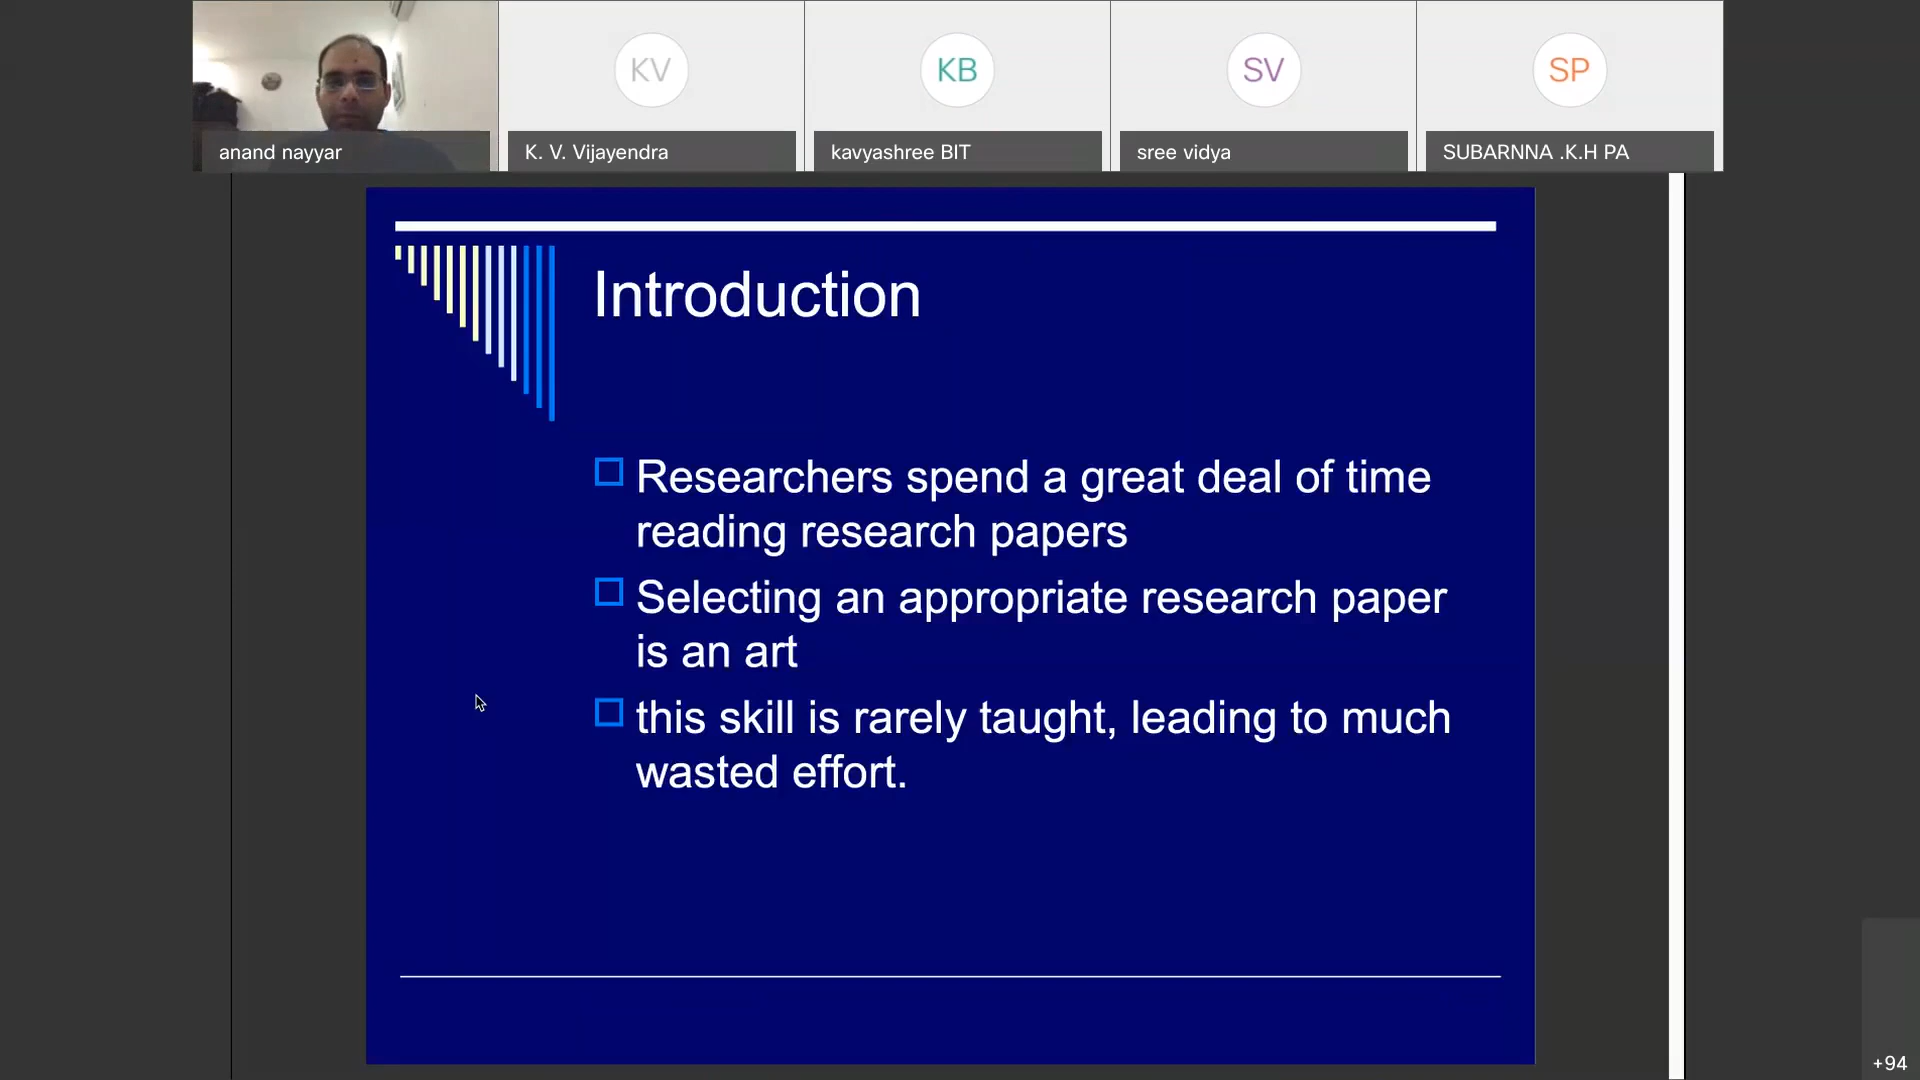 KV
KB
SV
SP
anand nayyar
K. V. Vijayendra
kavyashree BIT
sree vidya
SUBARNNA .K.H PA
Introduction
Researchers spend a great deal of time
reading research papers
Selecting an appropriate research paper
is an art
this skill is rarely taught, leading to much
wasted effort.
+94